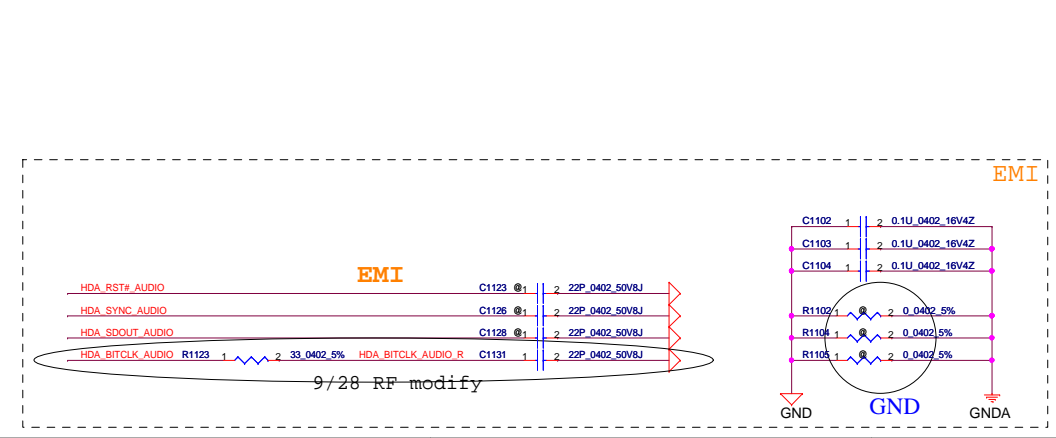 EMI
C1102 1 2 0.1U_0402_16V4Z
C1103 1 2 0.1U_0402_16V4Z
C1104 1 2 0.1U_0402_16V4Z
EMI
HDA_RST#_AUDIO C1123 @ 1 2 22P_0402_50V8J
HDA_SYNC_AUDIO C1126 @ 1 2 22P_0402_50V8J
HDA_SDOUT_AUDIO C1128 @ 1 2 22P_0402_50V8J
HDA_BITCLK_AUDIO R1123 1 2 33_0402_5% HDA_BITCLK_AUDIO_R C1131 1 2 22P_0402_50V8J
9/28 RF modify
R1102 1 @ 2 0_0402_5%
R1104 1 @ 2 0_0402_5%
R1105 1 @ 2 0_0402_5%
GND GND GNDA